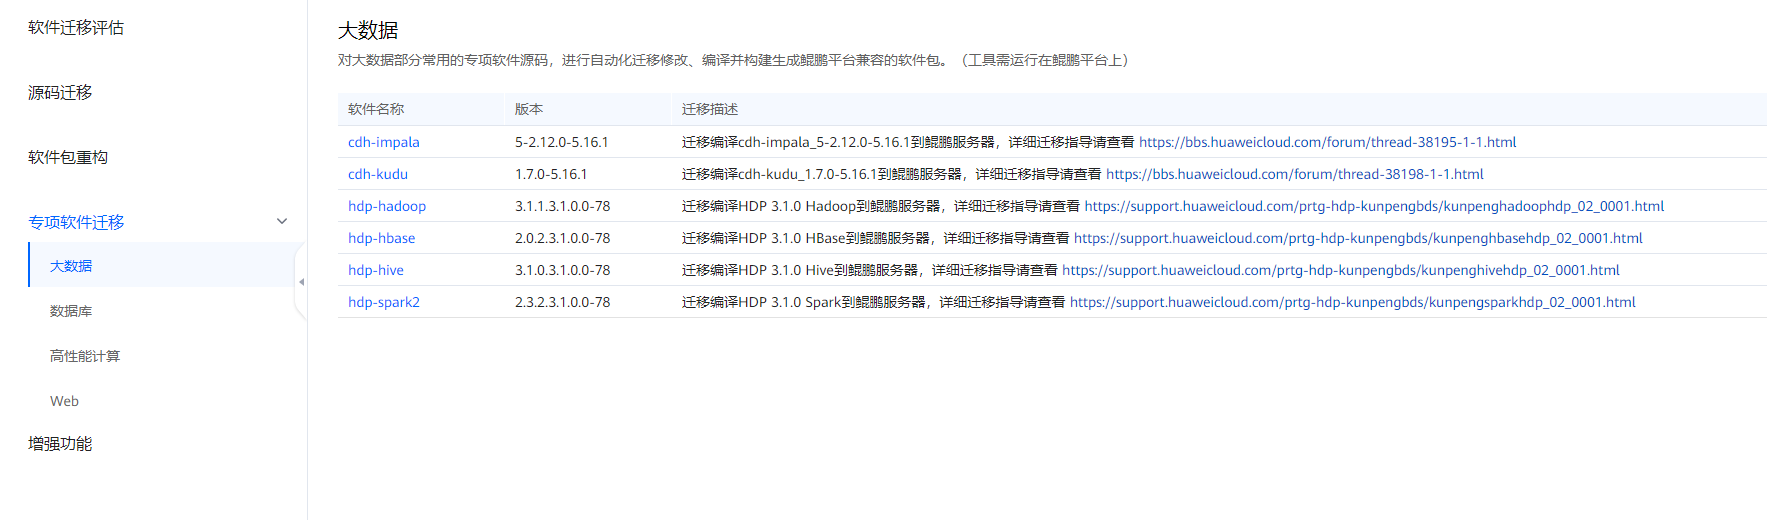 软件迁移评估
源码迁移
软件包重构
专项软件迁移
大数据
数据库
高性能计算
Web
增强功能
大数据
对大数据部分常用的专项软件源码，进行自动化迁移修改、编译并构建生成鲲鹏平台兼容的软件包。（工具需运行在鲲鹏平台上）
软件名称 版本 迁移描述
cdh-impala 5-2.12.0-5.16.1 迁移编译cdh-impala_5-2.12.0-5.16.1到鲲鹏服务器，详细迁移指导请查看 https://bbs.huaweicloud.com/forum/thread-38195-1-1.html
cdh-kudu 1.7.0-5.16.1 迁移编译cdh-kudu_1.7.0-5.16.1到鲲鹏服务器，详细迁移指导请查看 https://bbs.huaweicloud.com/forum/thread-38198-1-1.html
hdp-hadoop 3.1.1.3.1.0.0-78 迁移编译HDP 3.1.0 Hadoop到鲲鹏服务器，详细迁移指导请查看 https://support.huaweicloud.com/prtg-hdp-kunpengbds/kunpenghadoophdp_02_0001.html
hdp-hbase 2.0.2.3.1.0.0-78 迁移编译HDP 3.1.0 HBase到鲲鹏服务器，详细迁移指导请查看 https://support.huaweicloud.com/prtg-hdp-kunpengbds/kunpenghbasehdp_02_0001.html
hdp-hive 3.1.0.3.1.0.0-78 迁移编译HDP 3.1.0 Hive到鲲鹏服务器，详细迁移指导请查看 https://support.huaweicloud.com/prtg-hdp-kunpengbds/kunpenghivehdp_02_0001.html
hdp-spark2 2.3.2.3.1.0.0-78 迁移编译HDP 3.1.0 Spark到鲲鹏服务器，详细迁移指导请查看 https://support.huaweicloud.com/prtg-hdp-kunpengbds/kunpengsparkhdp_02_0001.html